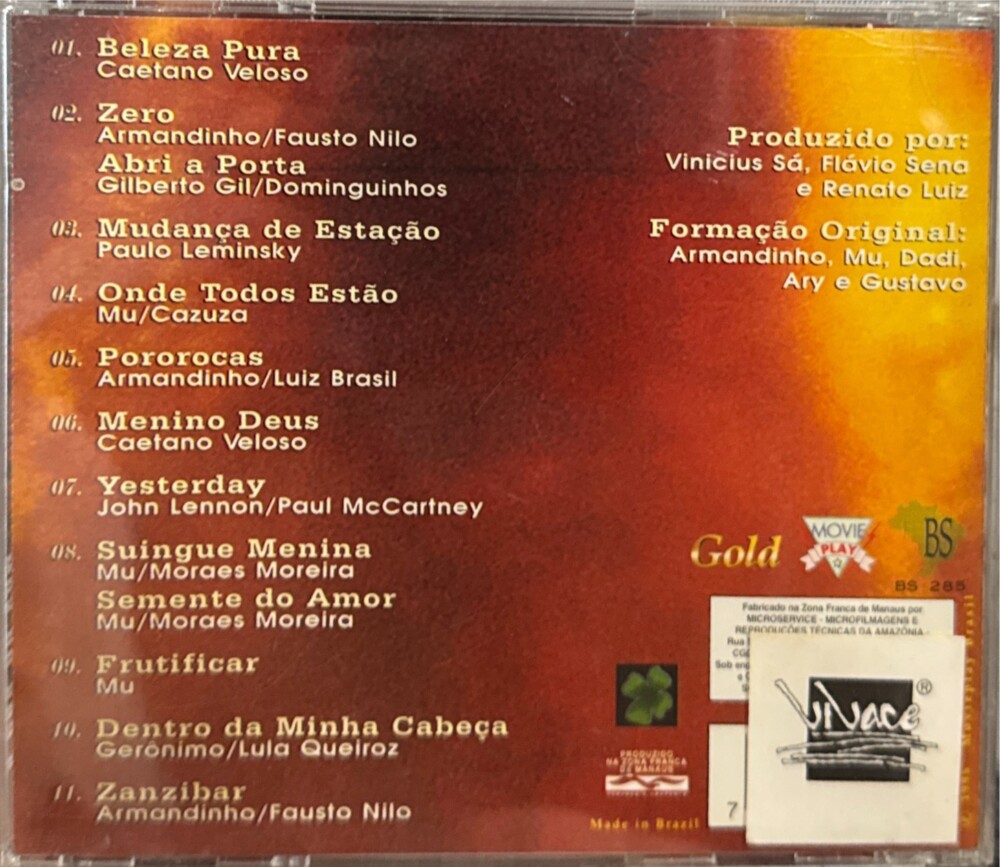 01. Beleza Pura
Caetano Veloso
02. Zero
Armandinho/Fausto Nilo
Abri a Porta
Gilberto Gil/Dominguinhos
03. Mudança de Estação
Paulo Leminsky
04. Onde Todos Estão
Mu/Cazuza
05. Pororocas
Armandinho/Luiz Brasil
06. Menino Deus
Caetano Veloso
07. Yesterday
John Lennon/Paul McCartney
08. Suingue Menina
Mu/Moraes Moreira
Semente do Amor
Mu/Moraes Moreira
09. Frutificar
Mu
10. Dentro da Minha Cabeça
Gerônimo/Lula Queiroz
11. Zanzibar
Armandinho/Fausto Nilo
Produzido por:
Vinicius Sá, Flávio Sena
e Renato Luiz
Formação Original:
Armandinho, Mu, Dadi,
Ary e Gustavo
Gold
MOVIE
PLAY
BS
BS 285
Fabricado na Zona Franca de Manaus por
MICROSERVICE - MICROFILMAGENS E
REPRODUÇÕES TÉCNICAS DA AMAZÔNIA
Rua
Sob
ViVace ®
PRODUZIDO
NA ZONA FRANCA
DE MANAUS
7
Made in Brazil
Movieplay Brasil